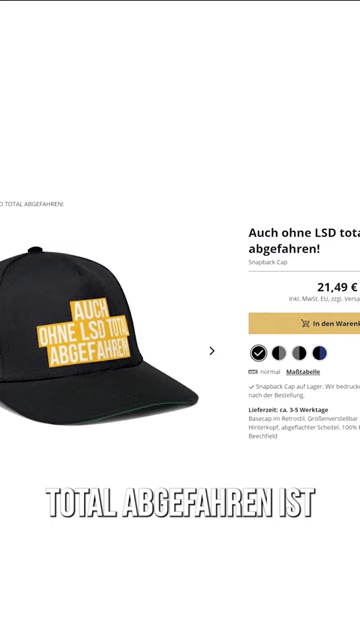 D TOTAL ABGEFAHREN!
Auch ohne LSD tota
abgefahren!
Snapback Cap
21,49 €
inkl. MwSt. EU, zzgl. Versa
In den Warenk
normal Maßtabelle
Snapback Cap auf Lager. Wir bedruck
nach der Bestellung.
Lieferzeit: ca. 3-5 Werktage
Basecap im Retrostil. Größenverstellbar
Hinterkopf, abgeflachter Scheitel. 100%
Beechfield
AUCH
OHNE LSD TOTAL
ABGEFAHREN
TOTAL ABGEFAHREN IST